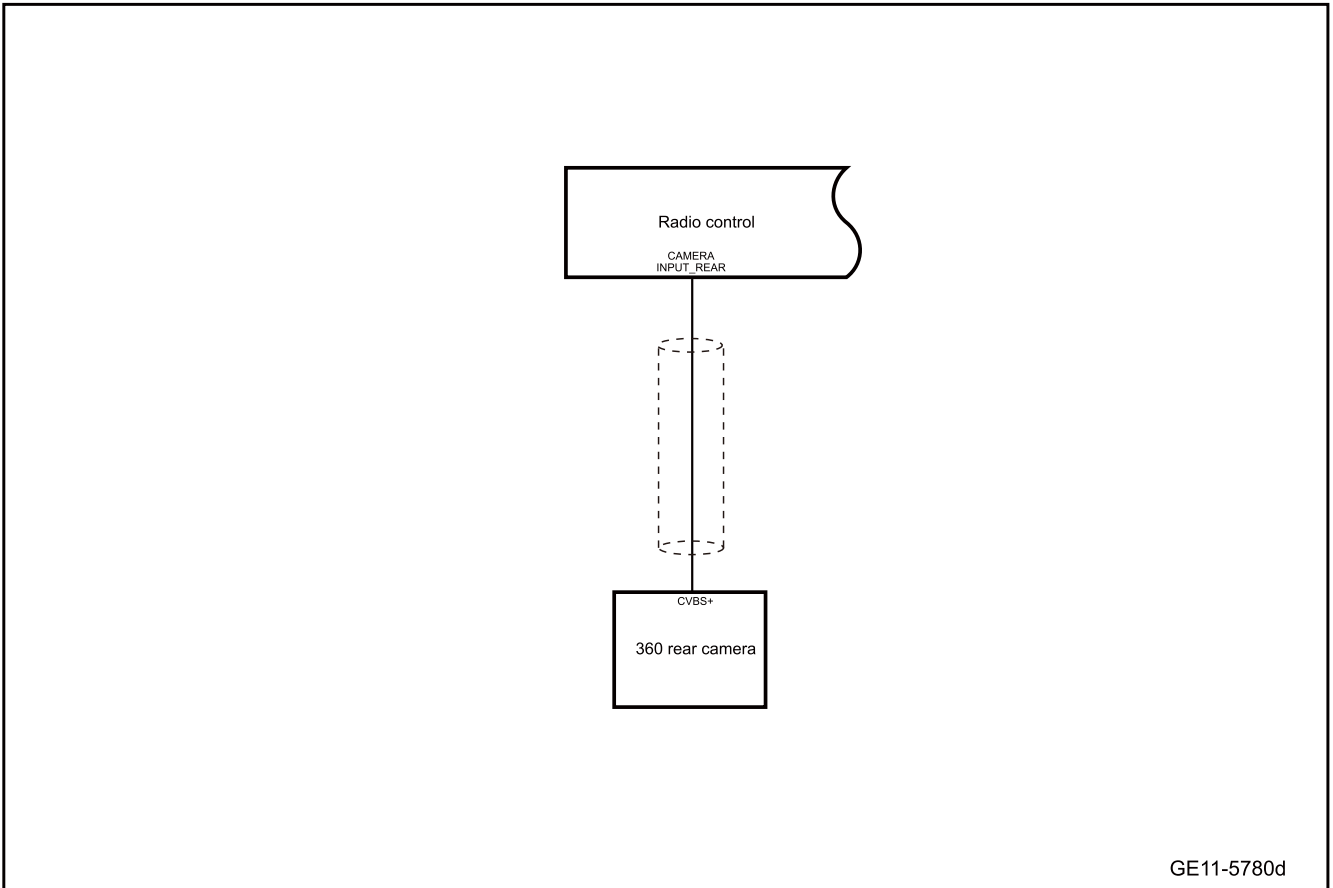 Radio control
CAMERA
INPUT_REAR
CVBS+
360 rear camera
GE11-5780d